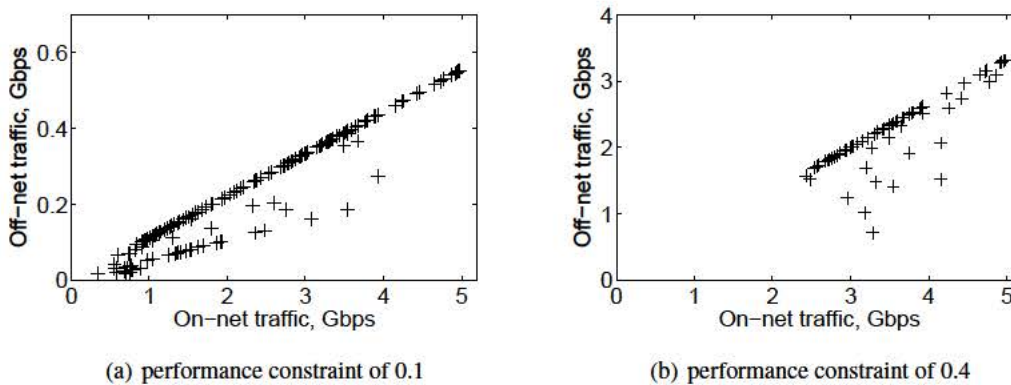 Off-net traffic, Gbps
0.6
0.4
0.2
0
0 1 2 3 4 5
On-net traffic, Gbps
(a) performance constraint of 0.1
Off-net traffic, Gbps
4
3
2
1
0
0 1 2 3 4 5
On-net traffic, Gbps
(b) performance constraint of 0.4